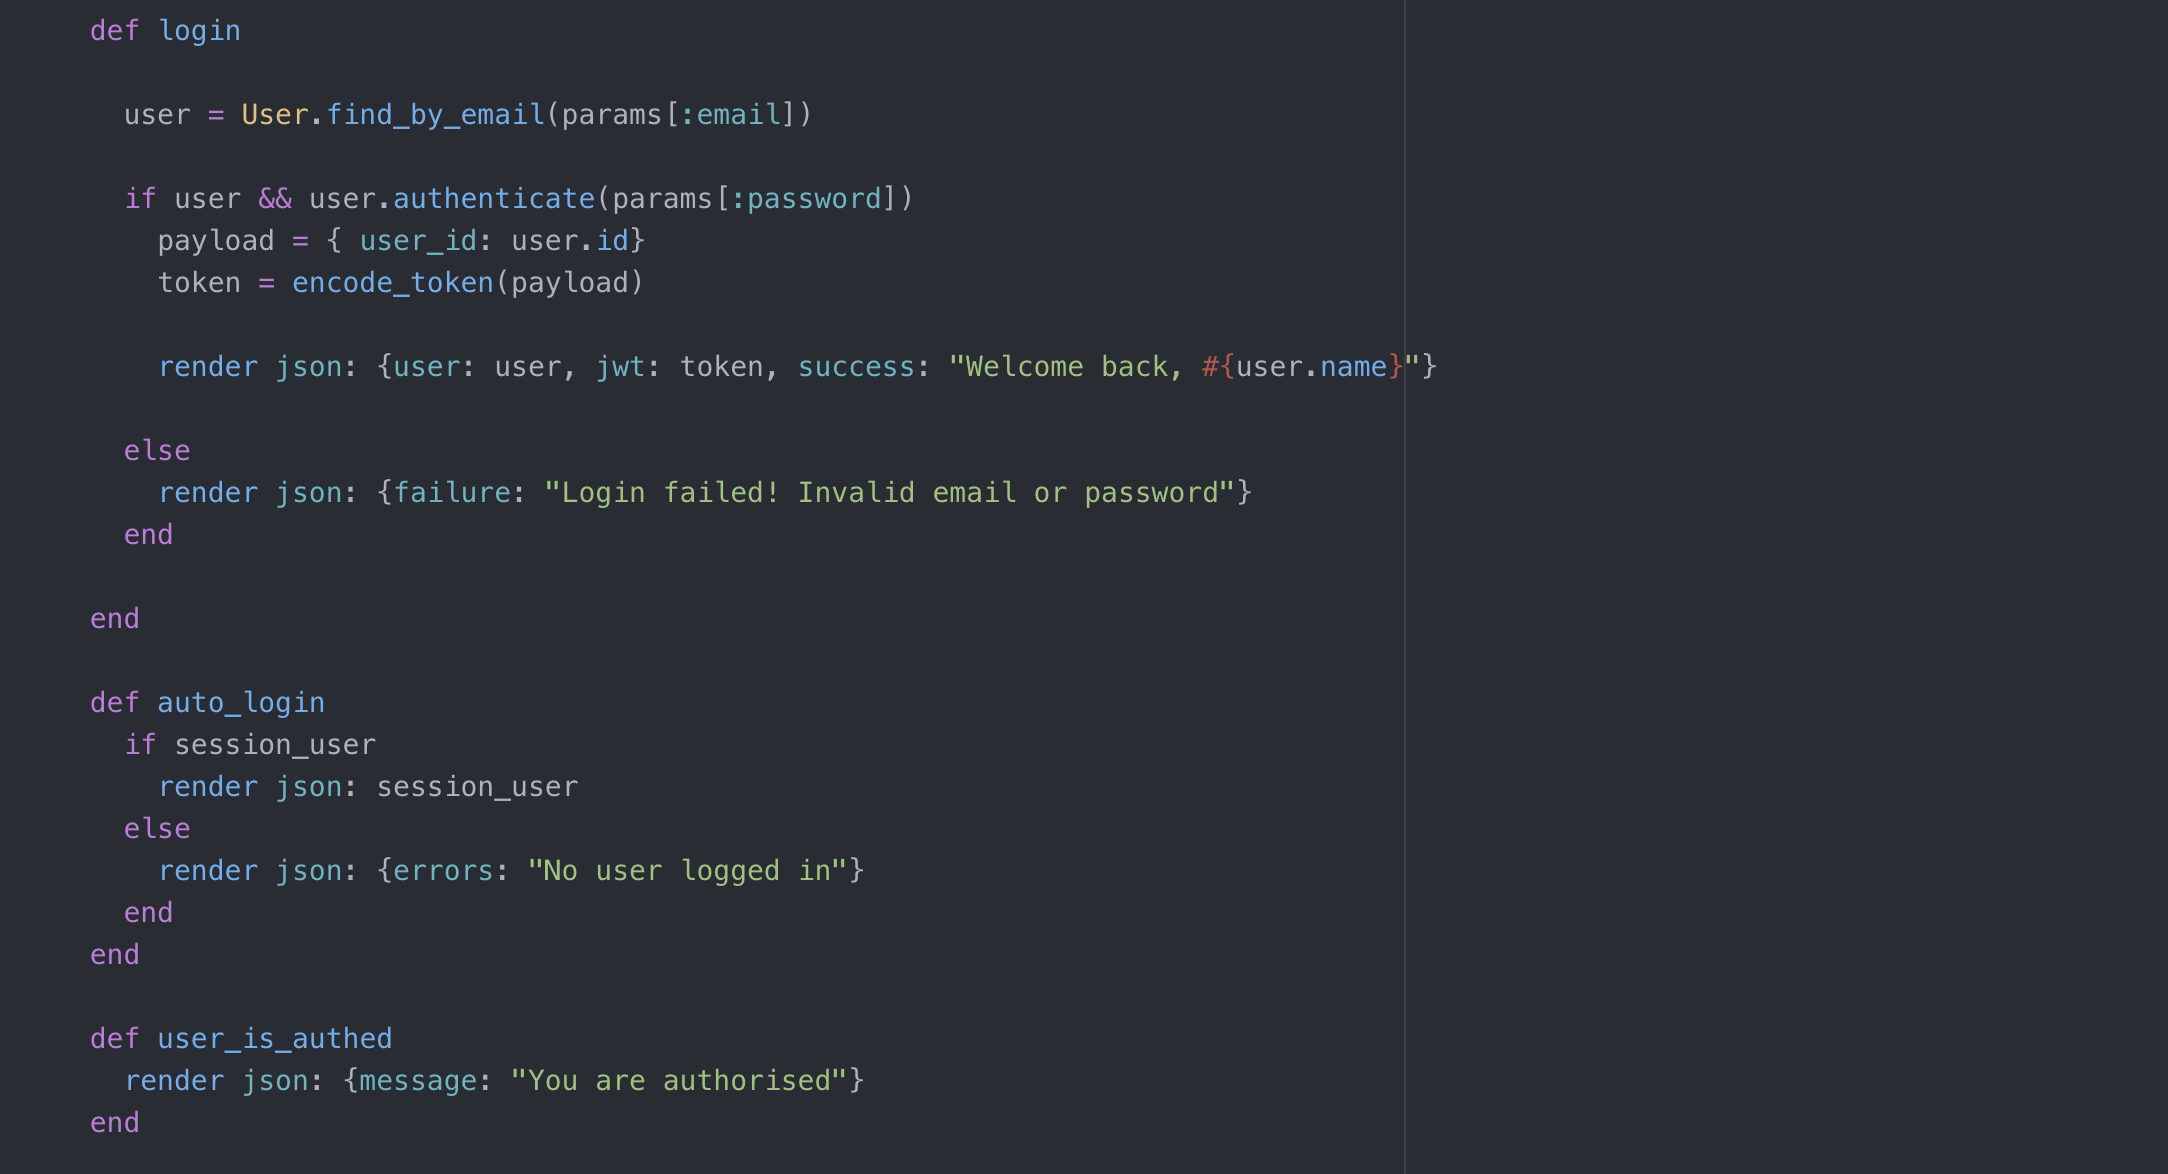 def login
user = User.find_by_email(params[:email])
if user && user.authenticate(params[:password])
payload = { user_id: user.id}
token = encode_token(payload)
render json: {user: user, jwt: token, success: "Welcome back, #{user.name}"}
else
render json: {failure: "Login failed! Invalid email or password"}
end
end
def auto_login
if session_user
render json: session_user
else
render json: {errors: "No user logged in"}
end
end
def user_is_authed
render json: {message: "You are authorised"}
end